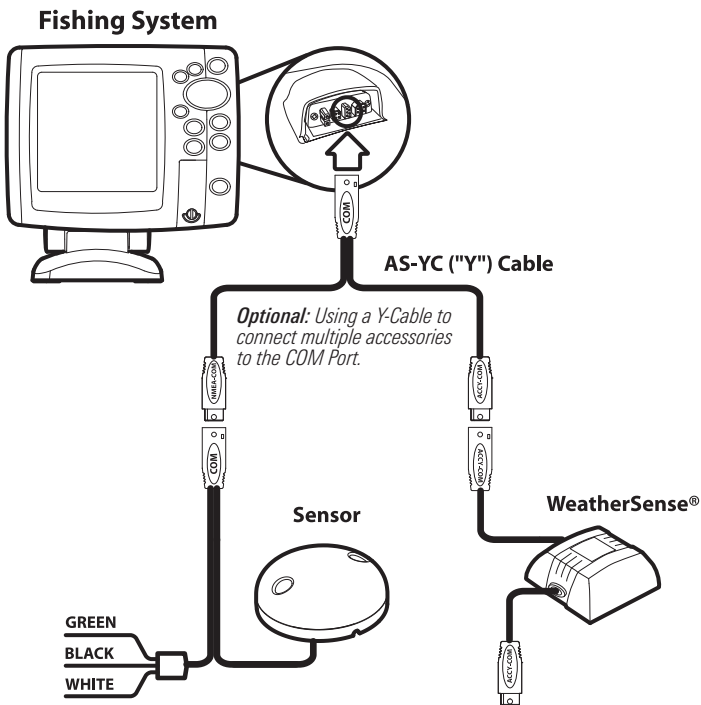 Fishing System
COM
AS-YC ("Y") Cable
Optional: Using a Y-Cable to
connect multiple accessories
to the COM Port.
NMEA-COM
ACCY-COM
COM
ACCY-COM
Sensor
WeatherSense®
GREEN
BLACK
WHITE
ACCY-COM